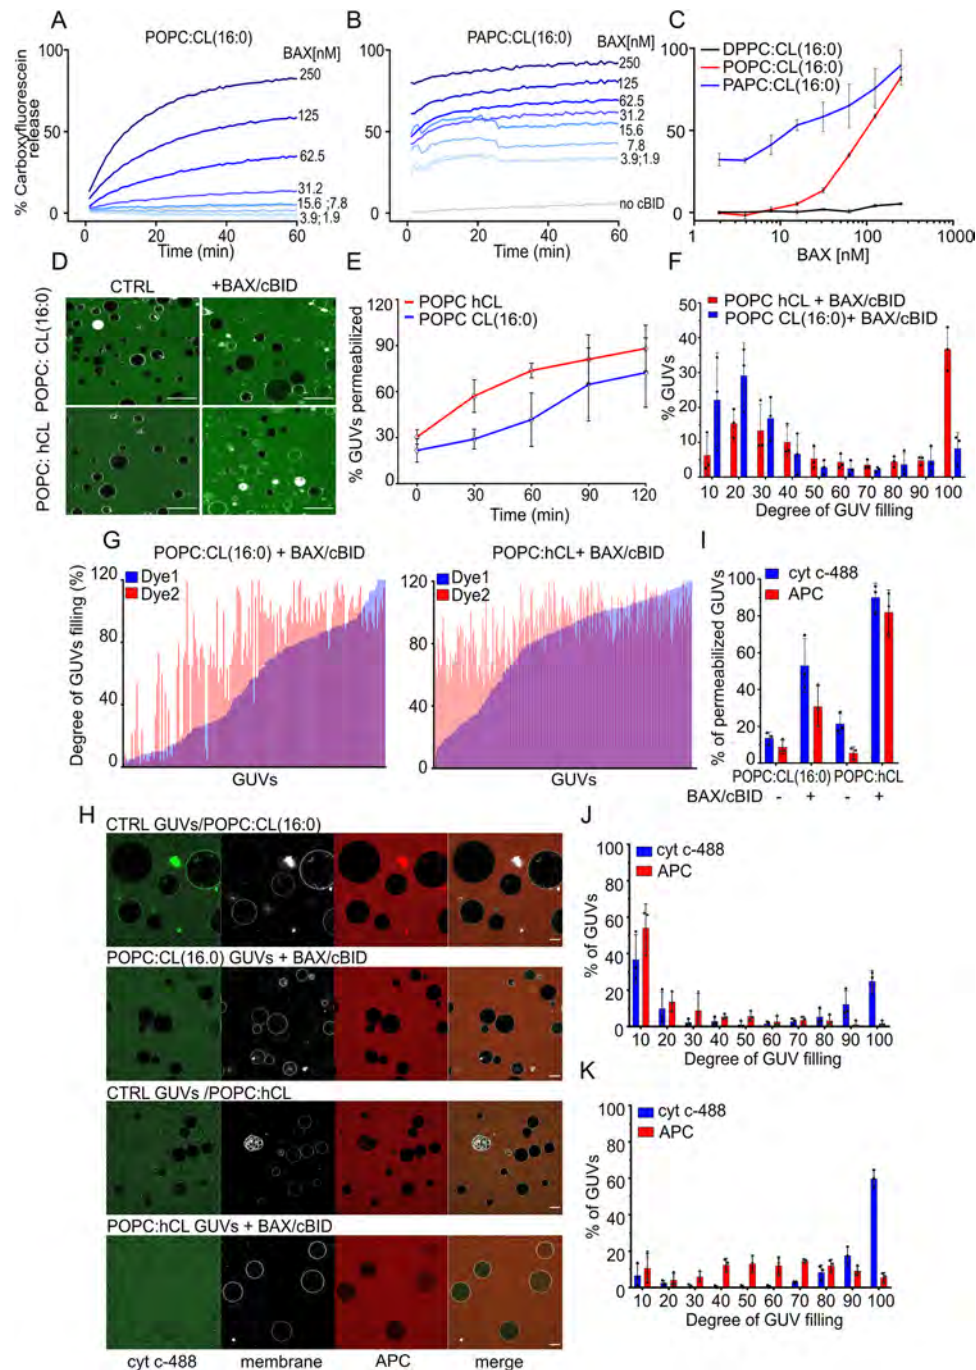 A
POPC:CL(16:0)
BAX[nM]
% Carboxyfluorescein
release
100
50
0
250
125
62.5
31.2
15.6 ;7.8
3.9; 1.9
0 20 40 60
Time (min)
B
PAPC:CL(16:0)
BAX[nM]
100
50
0
250
125
62.5
31.2
15.6
7.8
3.9;1.9
no cBID
0 20 40 60
Time (min)
C
DPPC:CL(16:0)
POPC:CL(16:0)
PAPC:CL(16:0)
100
50
0
1 10 100 1000
BAX [nM]
D
CTRL +BAX/cBID
POPC: CL(16:0)
POPC: hCL
E
POPC hCL
POPC CL(16:0)
% GUVs permeabilized
120
90
60
30
0
0 30 60 90 120
Time (min)
F
POPC hCL + BAX/cBID
POPC CL(16:0)+ BAX/cBID
% GUVs
50
40
30
20
10
0
10 20 30 40 50 60 70 80 90 100
Degree of GUV filling
G
POPC:CL(16:0) + BAX/cBID
Dye1
Dye2
Degree of GUVs filling (%)
120
80
40
0
GUVs
POPC:hCL+ BAX/cBID
Dye1
Dye2
120
80
40
0
GUVs
I
cyt c-488
APC
% of permeabilized GUVs
100
80
60
40
20
0
POPC:CL(16:0) POPC:hCL
BAX/cBID - + - +
H
CTRL GUVs/POPC:CL(16:0)
POPC:CL(16.0) GUVs + BAX/cBID
CTRL GUVs /POPC:hCL
POPC:hCL GUVs + BAX/cBID
cyt c-488 membrane APC merge
J
cyt c-488
APC
% of GUVs
100
80
60
40
20
0
10 20 30 40 50 60 70 80 90 100
Degree of GUV filling
K
cyt c-488
APC
% of GUVs
100
80
60
40
20
0
10 20 30 40 50 60 70 80 90 100
Degree of GUV filling